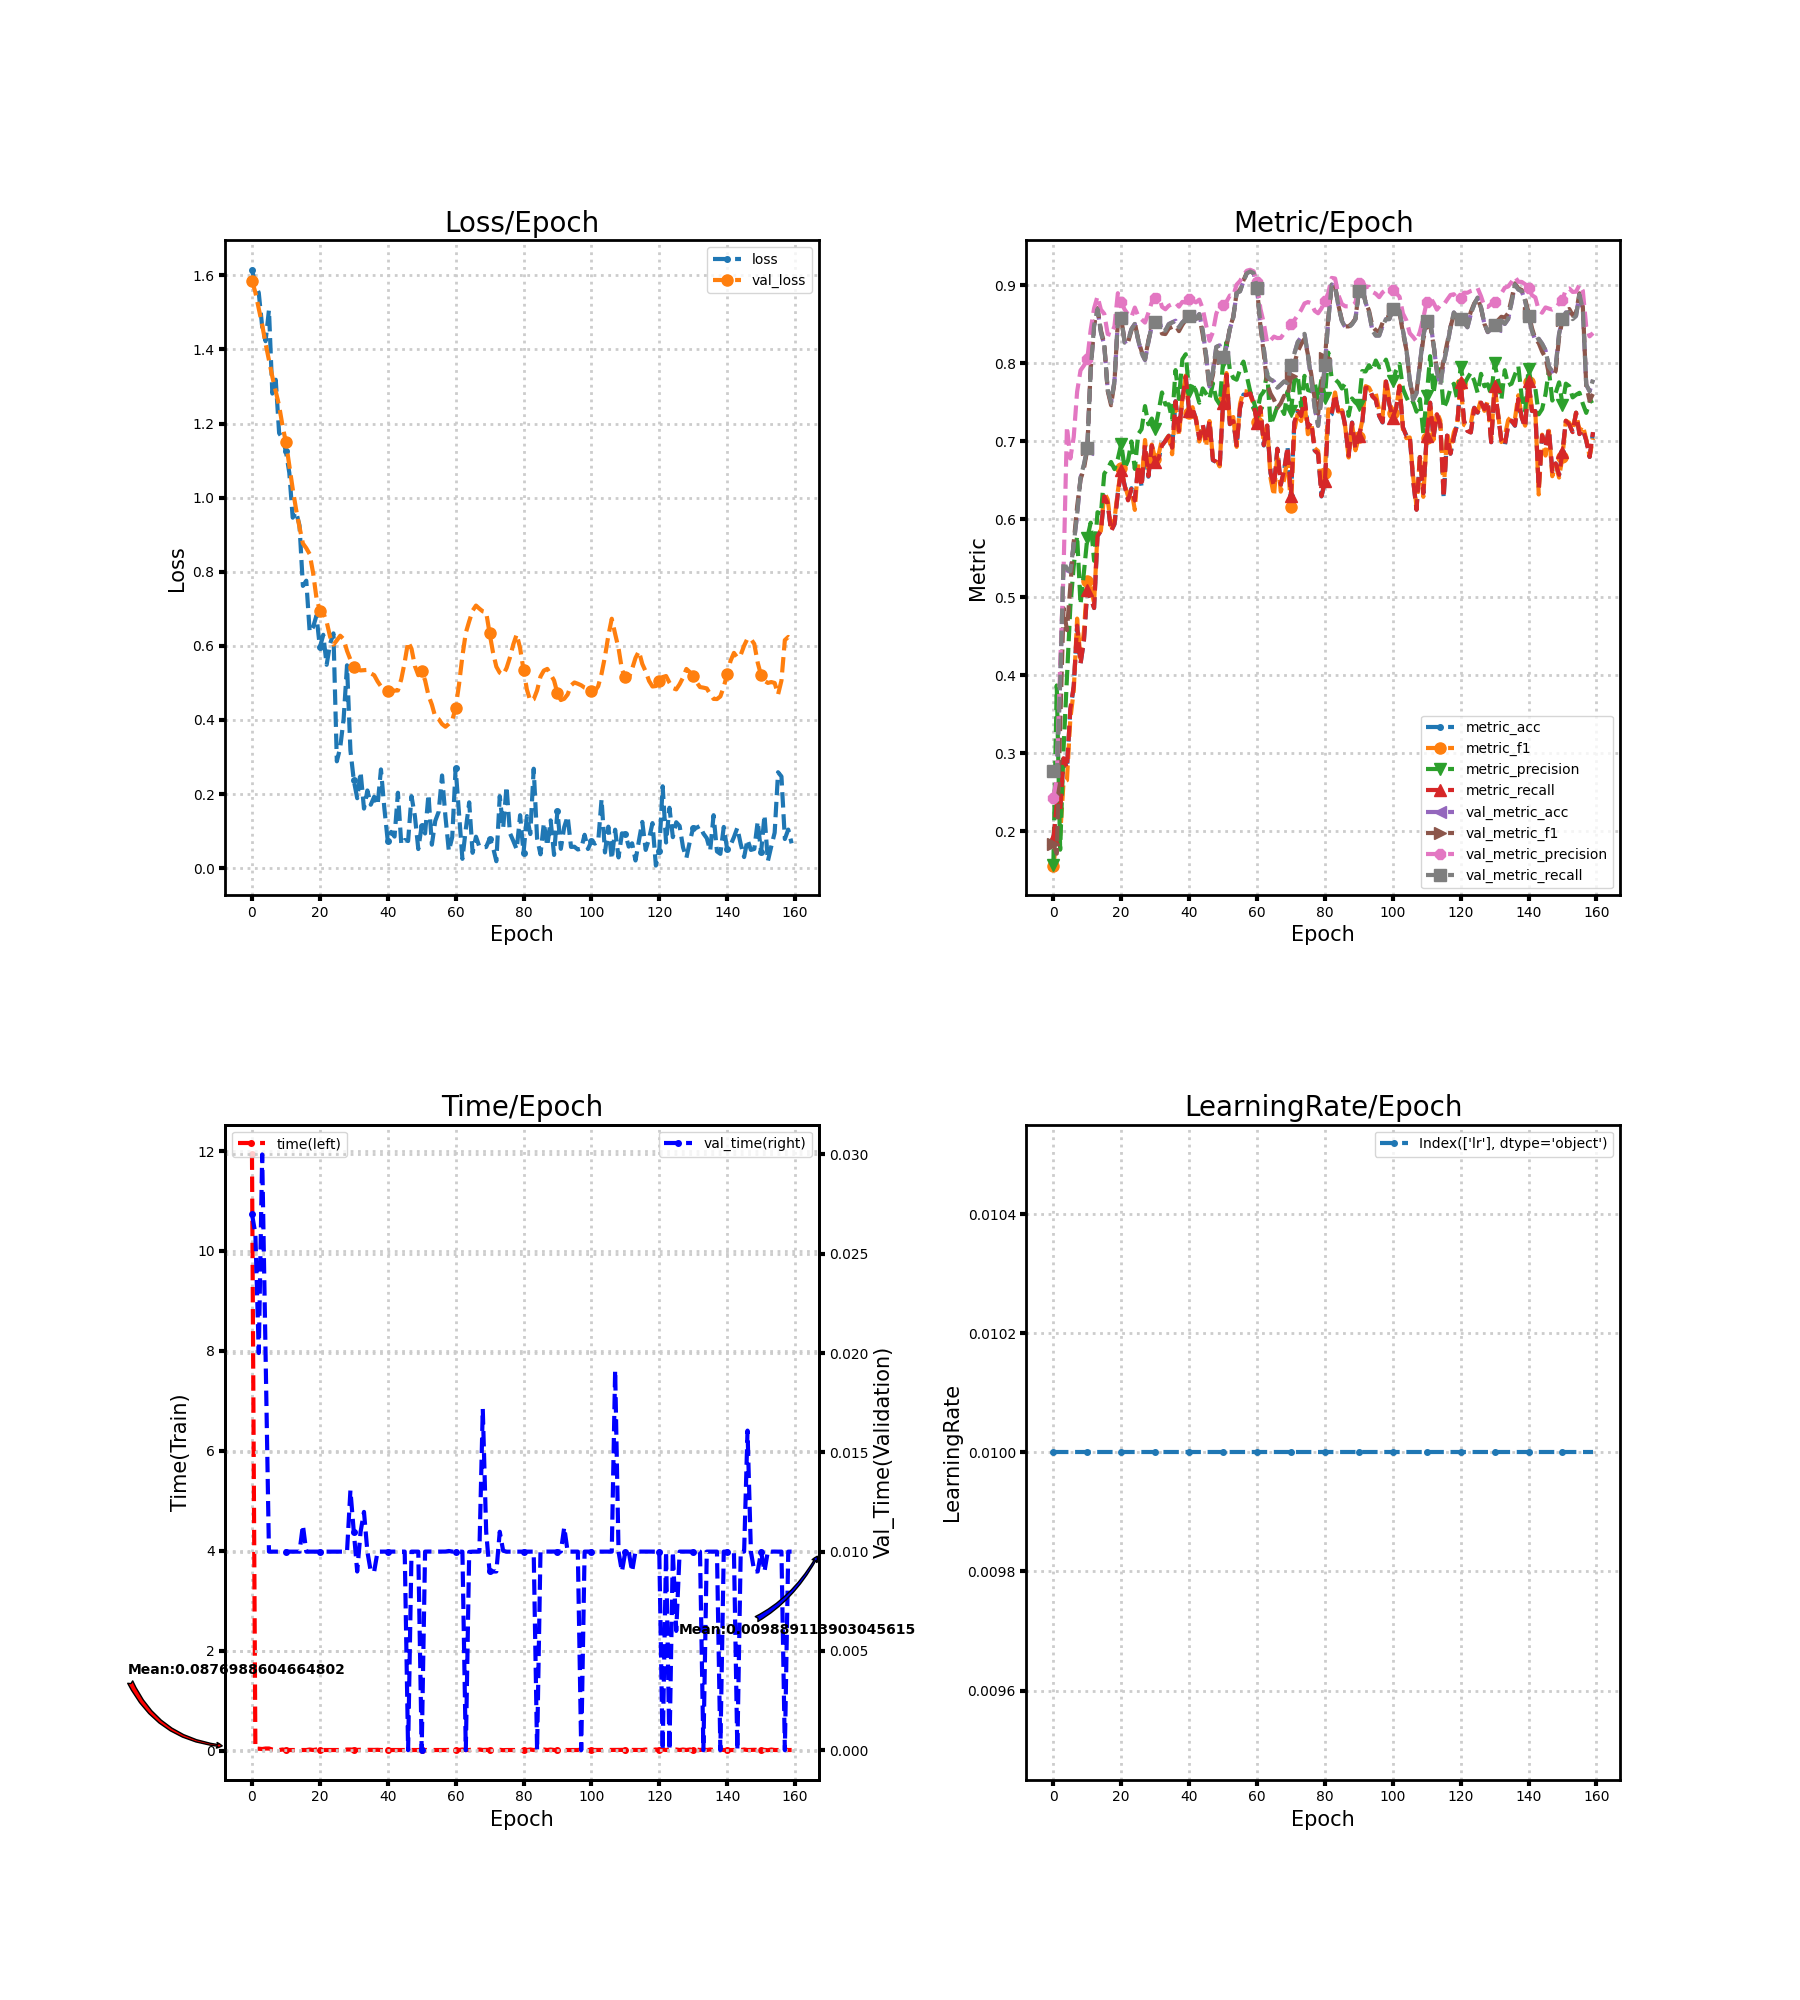 Loss/Epoch
loss
val_loss
1.6
1.4
1.2
1.0
0.8
0.6
0.4
0.2
0.0
Loss
0 20 40 60 80 100 120 140 160
Epoch
Metric/Epoch
0.9
0.8
0.7
0.6
0.5
0.4
0.3
0.2
Metric
metric_acc
metric_f1
metric_precision
metric_recall
val_metric_acc
val_metric_f1
val_metric_precision
val_metric_recall
0 20 40 60 80 100 120 140 160
Epoch
Time/Epoch
time(left)
val_time(right)
12
10
8
6
4
2
0
Time(Train)
0.030
0.025
0.020
0.015
0.010
0.005
0.000
Val_Time(Validation)
Mean:0.009889113903045615
Mean:0.0876988604664802
0 20 40 60 80 100 120 140 160
Epoch
LearningRate/Epoch
Index(['lr'], dtype='object')
0.0104
0.0102
0.0100
0.0098
0.0096
LearningRate
0 20 40 60 80 100 120 140 160
Epoch